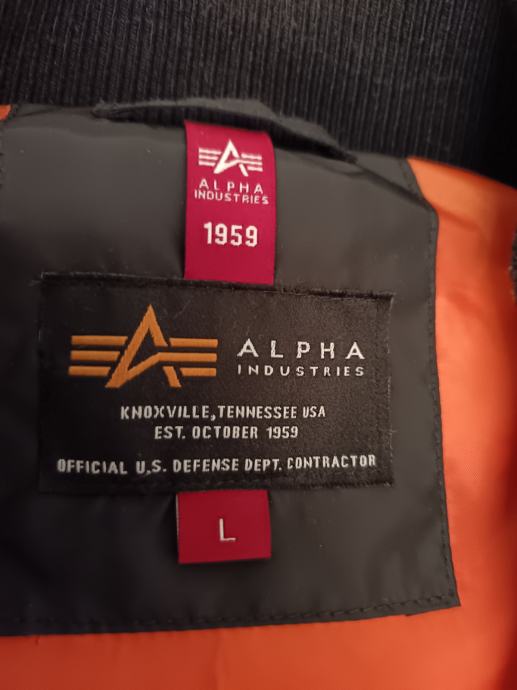 ALPHA
INDUSTRIES
1959
ALPHA
INDUSTRIES
KNOXVILLE, TENNESSEE USA
EST. OCTOBER 1959
OFFICIAL U.S. DEFENSE DEPT. CONTRACTOR
L